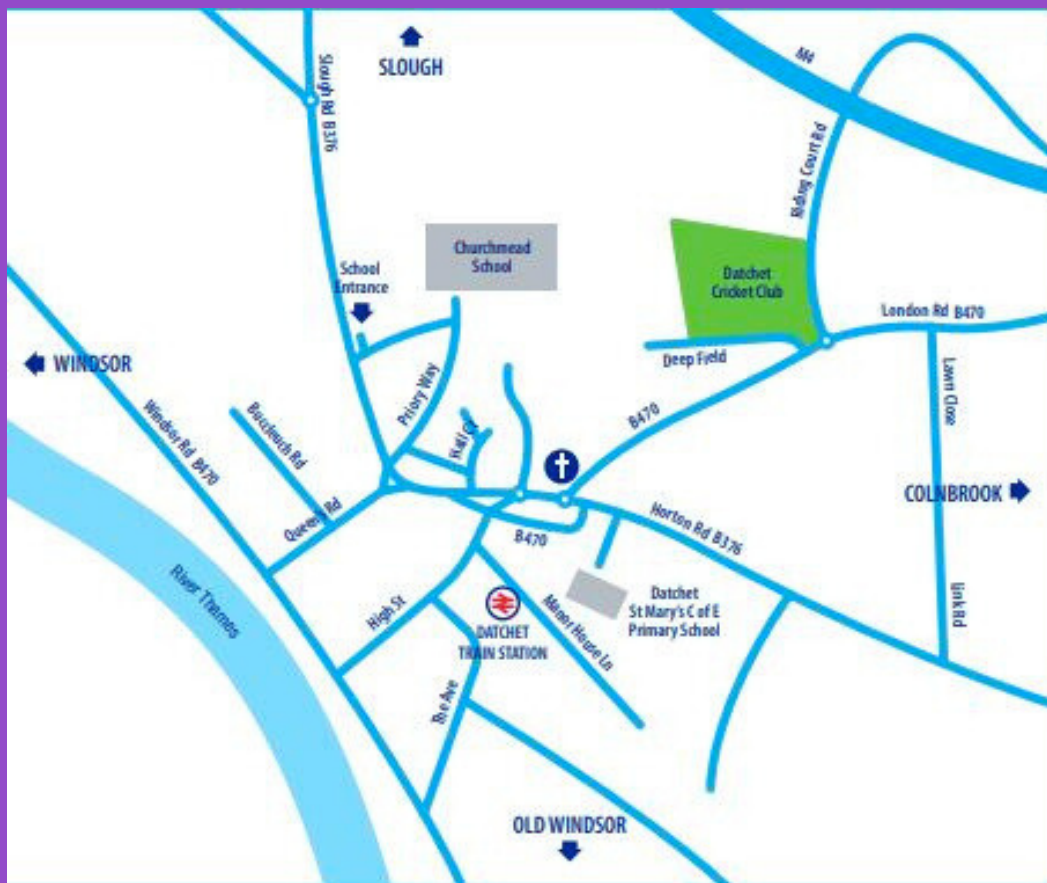 SLOUGH
M4
Slough Rd B376
Riding Court Rd
Churchmead
School
School
Entrance
Datchet
Cricket Club
London Rd B470
Deep Field
WINDSOR
Windsor Rd B470
Buccleuch Rd
Priory Way
Hall Ct
B470
Lawn Close
COLNBROOK
Queens Rd
B470
Horton Rd B376
River Thames
High St
DATCHET
TRAIN STATION
Manor House Ln
Datchet
St Mary's C of E
Primary School
Link Rd
The Ave
OLD WINDSOR